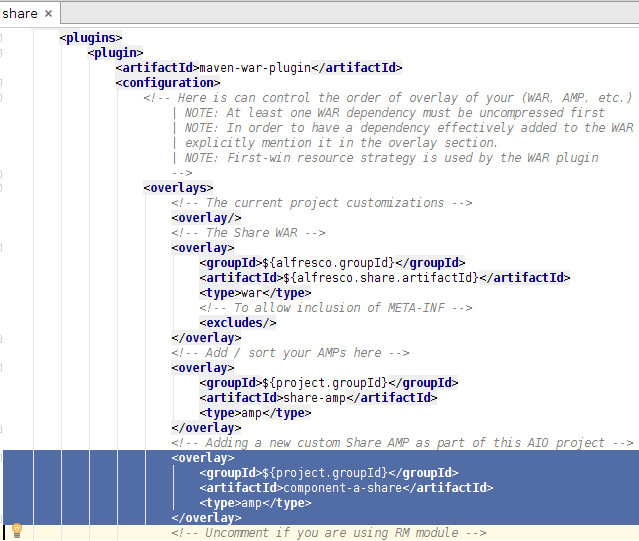 share ×
<plugins>
<plugin>
<artifactId>maven-war-plugin</artifactId>
<configuration>
<!-- Here is can control the order of overlay of your (WAR, AMP, etc.)
| NOTE: At least one WAR dependency must be uncompressed first
| NOTE: In order to have a dependency effectively added to the WAR
| explicitly mention it in the overlay section.
| NOTE: First-win resource strategy is used by the WAR plugin
-->
<overlays>
<!-- The current project customizations -->
<overlay/>
<!-- The Share WAR -->
<overlay>
<groupId>${alfresco.groupId}</groupId>
<artifactId>${alfresco.share.artifactId}</artifactId>
<type>war</type>
<!-- To allow inclusion of META-INF -->
<excludes/>
</overlay>
<!-- Add / sort your AMPs here -->
<overlay>
<groupId>${project.groupId}</groupId>
<artifactId>share-amp</artifactId>
<type>amp</type>
</overlay>
<!-- Adding a new custom Share AMP as part of this AIO project -->
<overlay>
<groupId>${project.groupId}</groupId>
<artifactId>component-a-share</artifactId>
<type>amp</type>
</overlay>
<!-- Uncomment if you are using RM module -->